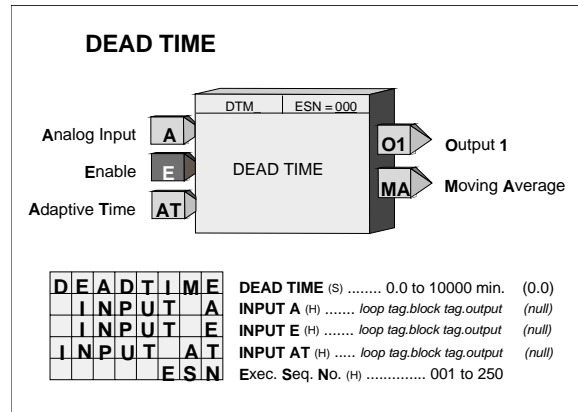 DEAD TIME
DTM_ ESN = 000
Analog Input A
Enable E
Adaptive Time AT
DEAD TIME
O1 Output 1
MA Moving Average
DEADTIME DEAD TIME (S) ........ 0.0 to 10000 min. (0.0)
INPUT A INPUT A (H) ....... loop tag.block tag.output (null)
INPUT E INPUT E (H) ....... loop tag.block tag.output (null)
INPUT AT INPUT AT (H) ..... loop tag.block tag.output (null)
ESN Exec. Seq. No. (H) ............. 001 to 250